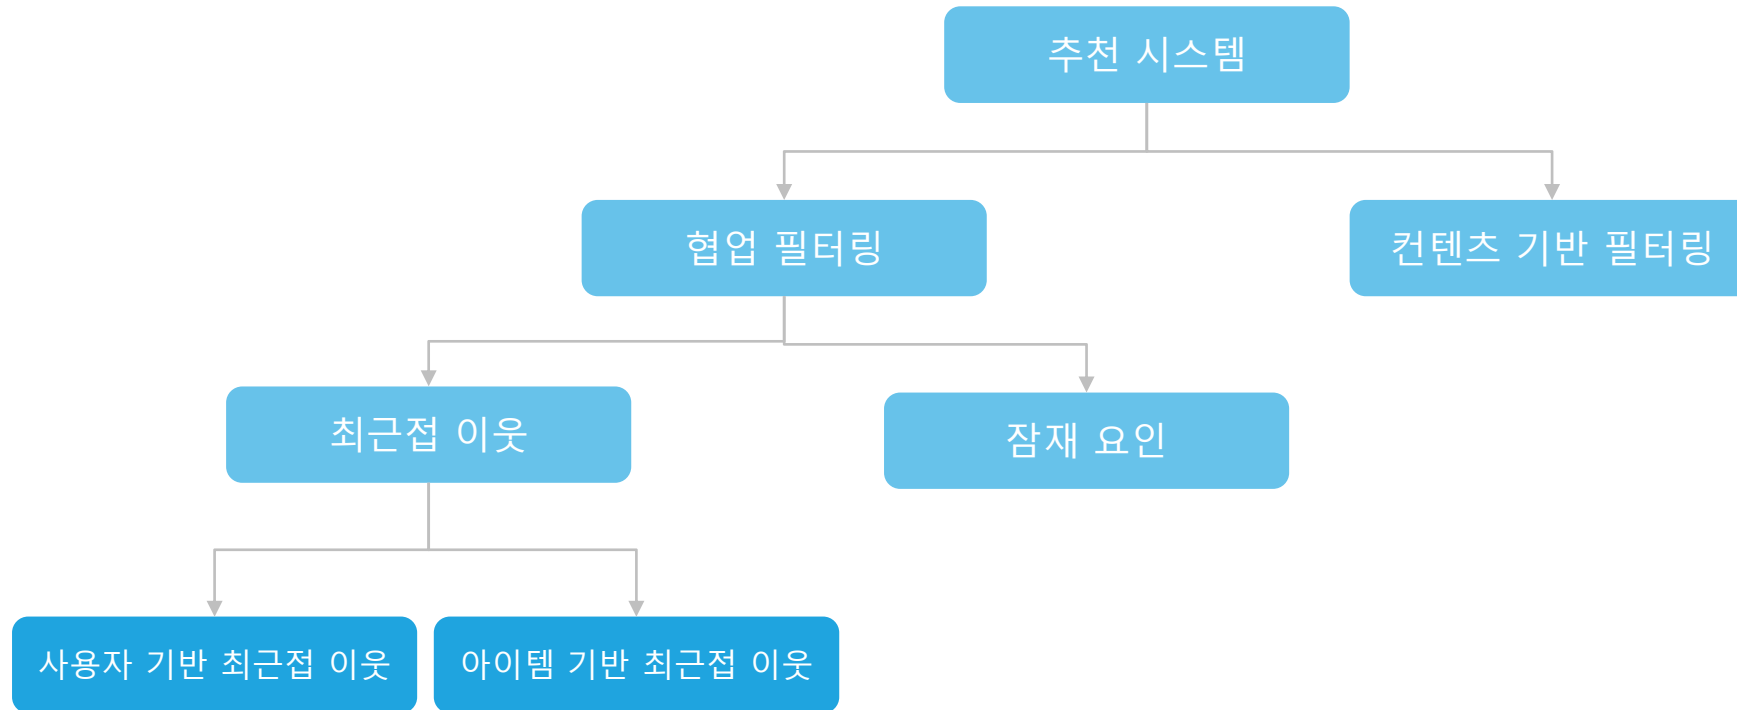 추천 시스템
협업 필터링
컨텐츠 기반 필터링
최근접 이웃
잠재 요인
사용자 기반 최근접 이웃
아이템 기반 최근접 이웃